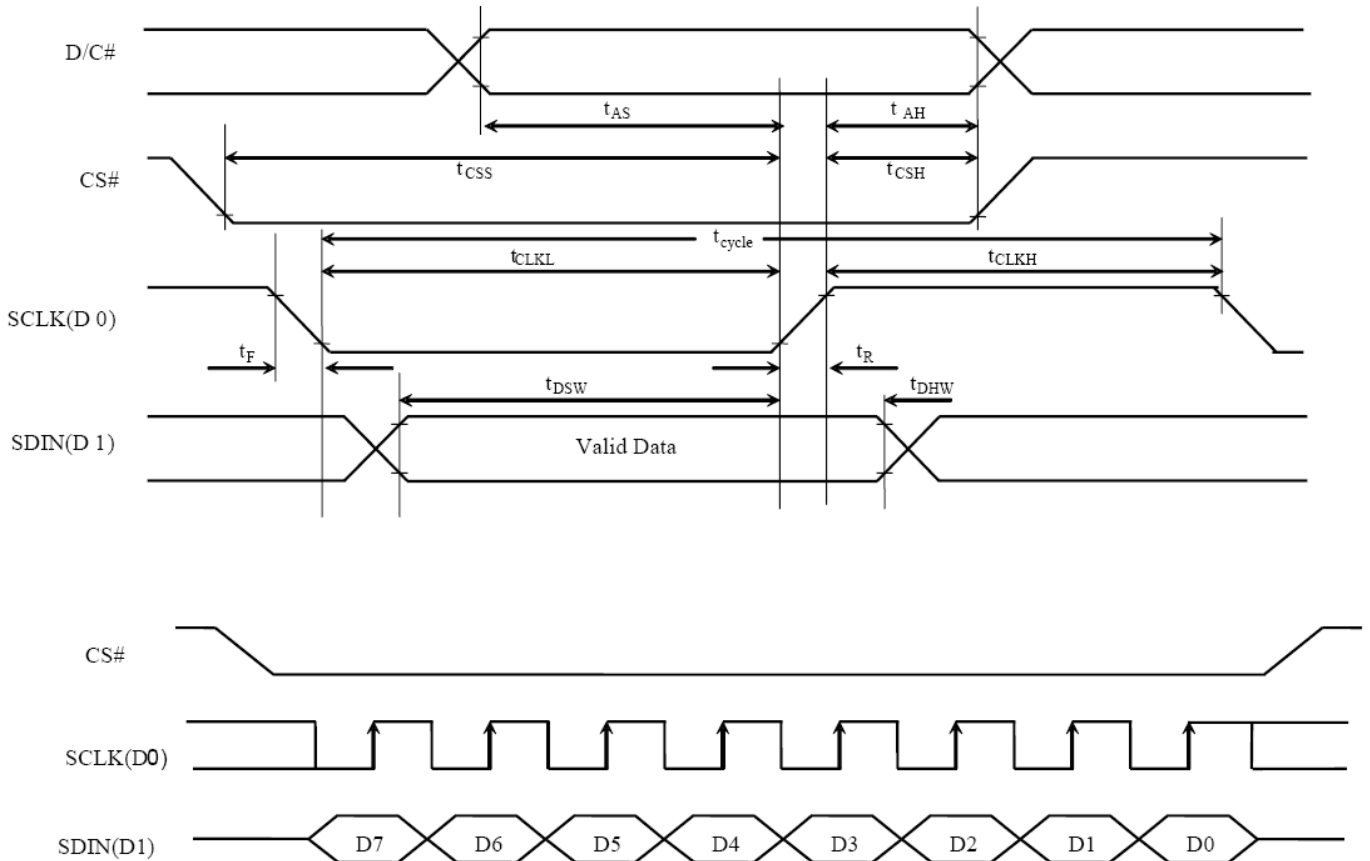 D/C#
tAS
t AH
CS#
tCSS
tCSH
tcycle
tCLKL
tCLKH
SCLK(D 0)
tF
tR
tDSW
tDHW
SDIN(D 1)
Valid Data
CS#
SCLK(D0)
SDIN(D1)
D7 D6 D5 D4 D3 D2 D1 D0